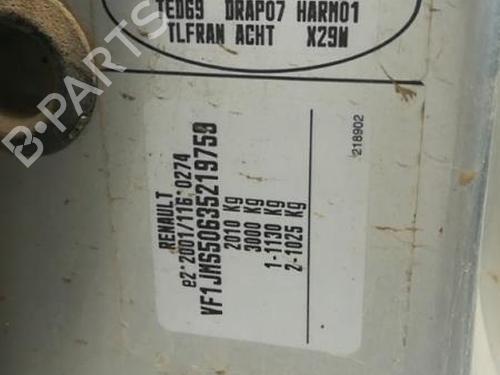 TED69 DRAP07 HARM01
TLFRAN ACHT X29W
RENAULT
e2*2001/116*0274
VF1JMS50635219759
2010 Kg
3000 Kg
1-1130 Kg
2-1025 Kg
218902
B-PARTS